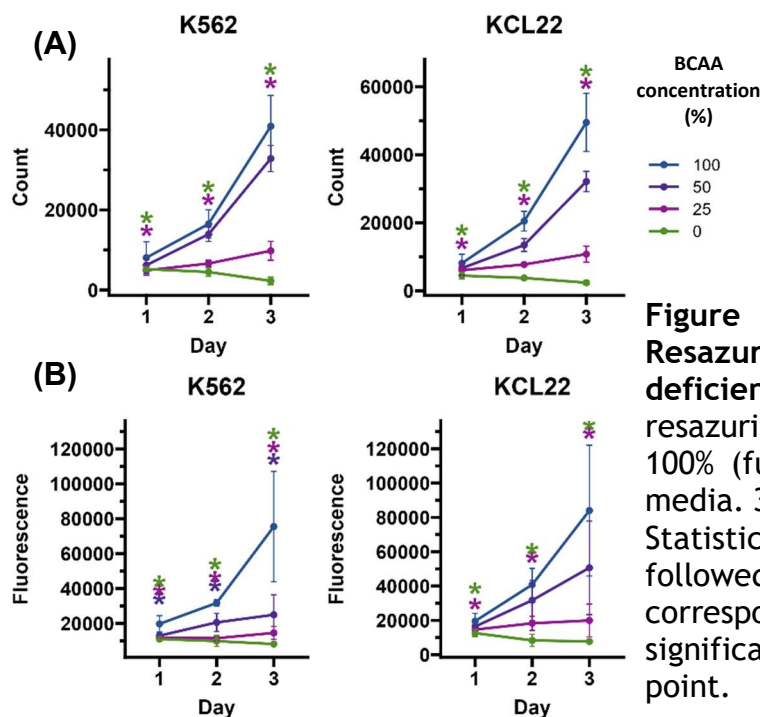 (A)
K562
KCL22
BCAA
concentration
(%)
100
50
25
0
Count
40000
20000
0
1 2 3
Day
Count
60000
40000
20000
0
1 2 3
Day
(B)
K562
KCL22
Fluorescence
120000
100000
80000
60000
40000
20000
1 2 3
Day
Fluorescence
120000
100000
80000
60000
40000
20000
0
1 2 3
Day
Figure
Resazur
deficien
resazuri
100% (fu
media. 3
Statistic
followed
correspo
significa
point.